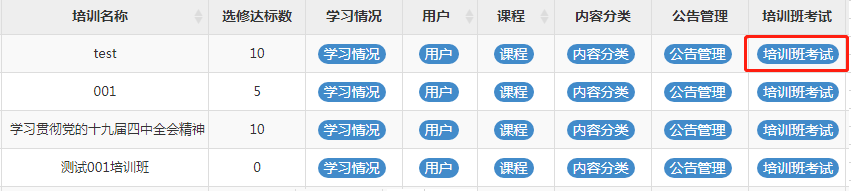 培训名称 选修达标数 学习情况 用户 课程 内容分类 公告管理 培训班考试
test 10 学习情况 用户 课程 内容分类 公告管理 培训班考试
001 5 学习情况 用户 课程 内容分类 公告管理 培训班考试
学习贯彻党的十九届四中全会精神 10 学习情况 用户 课程 内容分类 公告管理 培训班考试
测试001培训班 0 学习情况 用户 课程 内容分类 公告管理 培训班考试